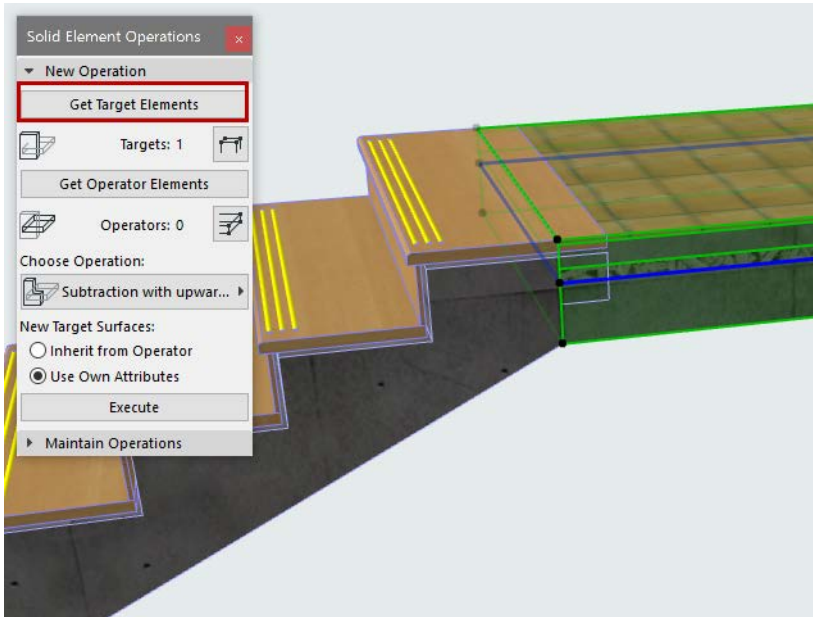 Solid Element Operations
New Operation
Get Target Elements
Targets: 1
Get Operator Elements
Operators: 0
Choose Operation:
Subtraction with upwar...
New Target Surfaces:
Inherit from Operator
Use Own Attributes
Execute
Maintain Operations